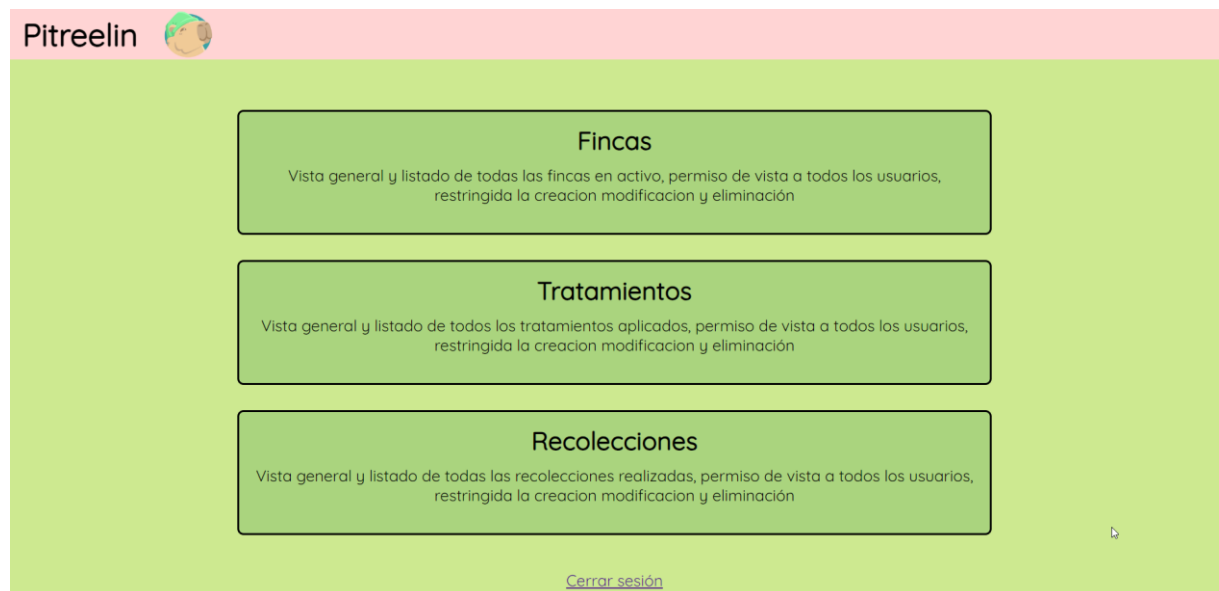 Pitreelin
Fincas
Vista general y listado de todas las fincas en activo, permiso de vista a todos los usuarios,
restringida la creacion modificacion y eliminación
Tratamientos
Vista general y listado de todos los tratamientos aplicados, permiso de vista a todos los usuarios,
restringida la creacion modificacion y eliminación
Recolecciones
Vista general y listado de todas las recolecciones realizadas, permiso de vista a todos los usuarios,
restringida la creacion modificacion y eliminación
Cerrar sesión